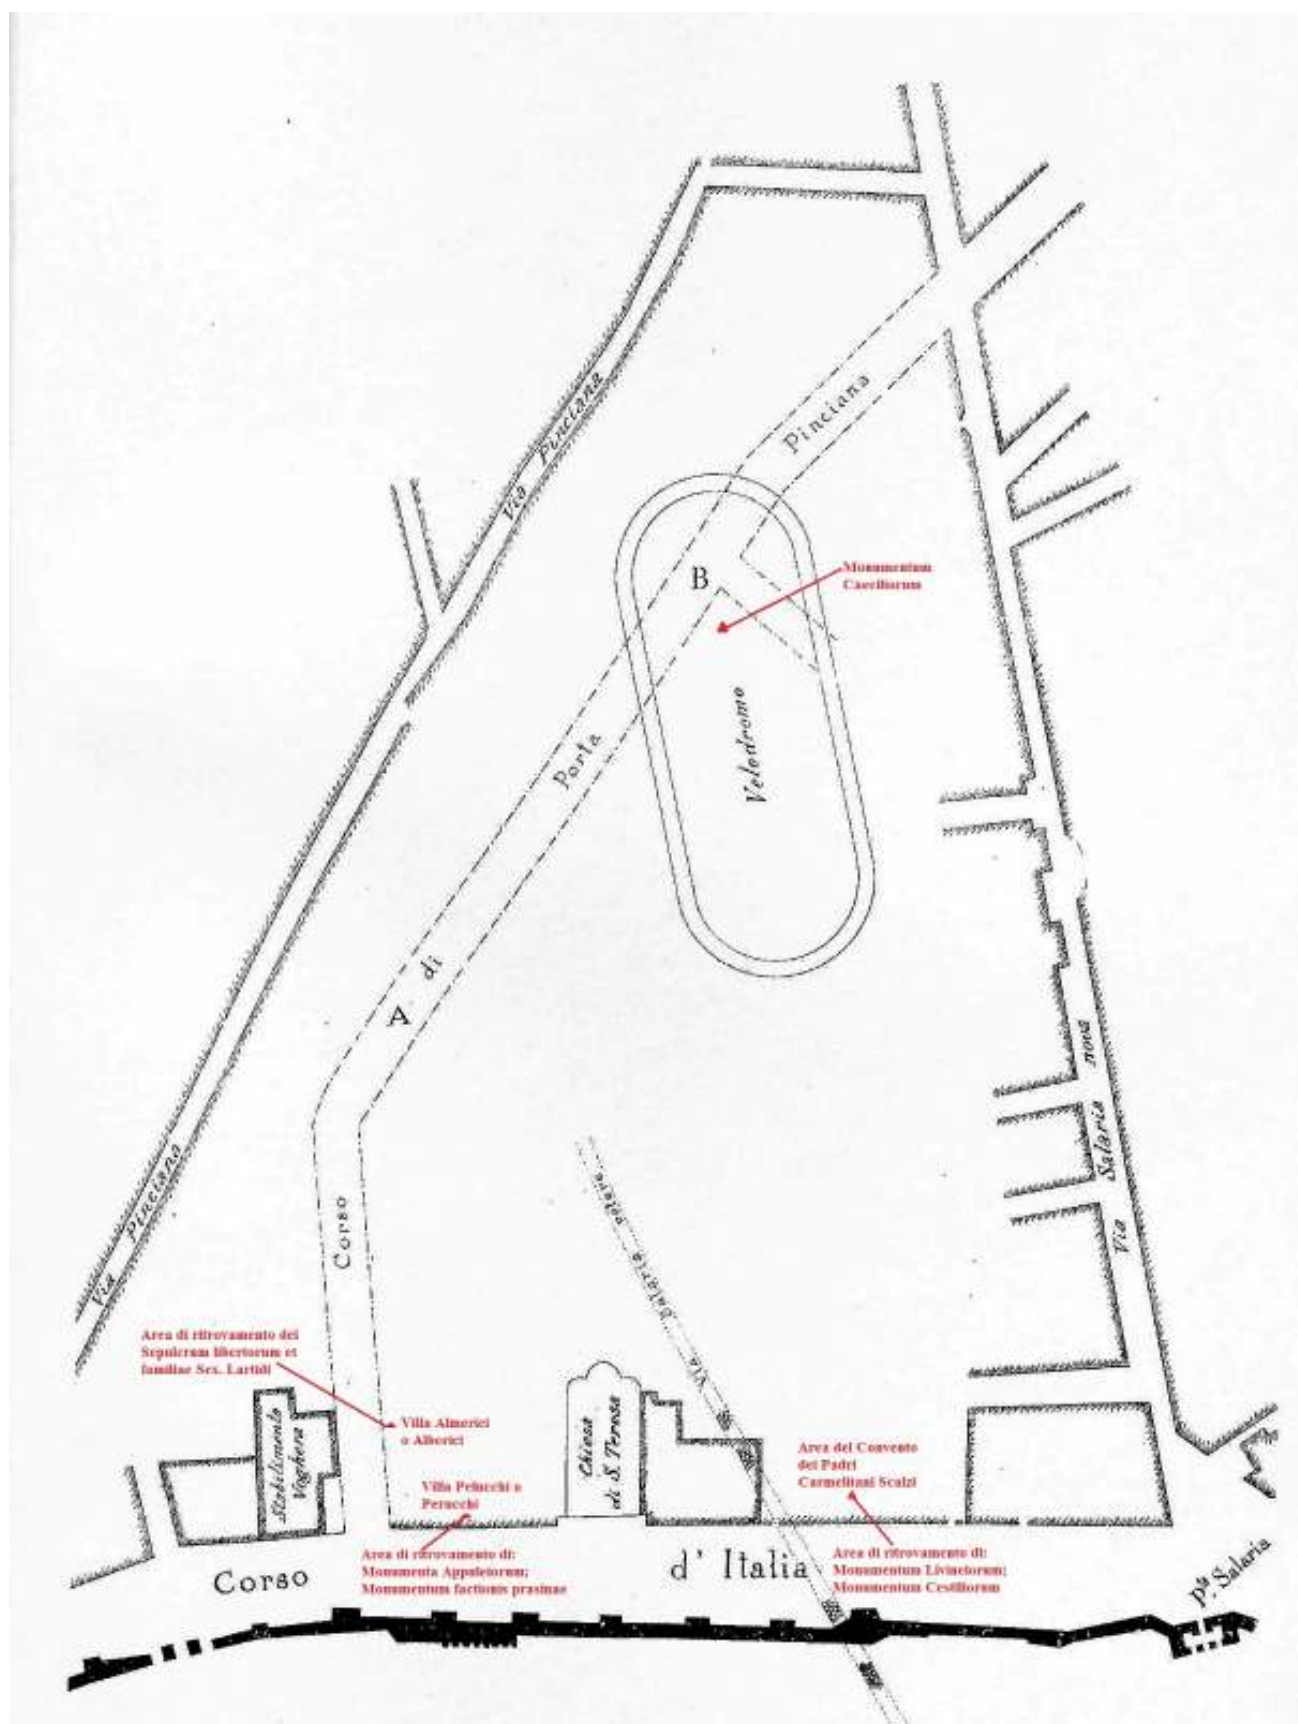 Via Pinciana
Pinciana
B
Monumentum
Caeciliorum
Velodromo
Porta
di
A
nova
Salaria
Via
Via Pinciana
Corso
Via Salaria vetere
Area di ritrovamento del
Sepulcrum libertorum et
familiae Sex. Lartidi
Villa Almerici
o Alberici
Stabilimento
Voghera
Chiesa
di S. Teresa
Area del Convento
dei Padri
Carmelitani Scalzi
Villa Pelucchi o
Perucchi
Area di ritrovamento di:
Monumenta Appuleiorum;
Monumentum factionis prasinae
Area di ritrovamento di:
Monumentum Livineiorum;
Monumentum Cestiliorum
Corso
d' Italia
Pta. Salaria